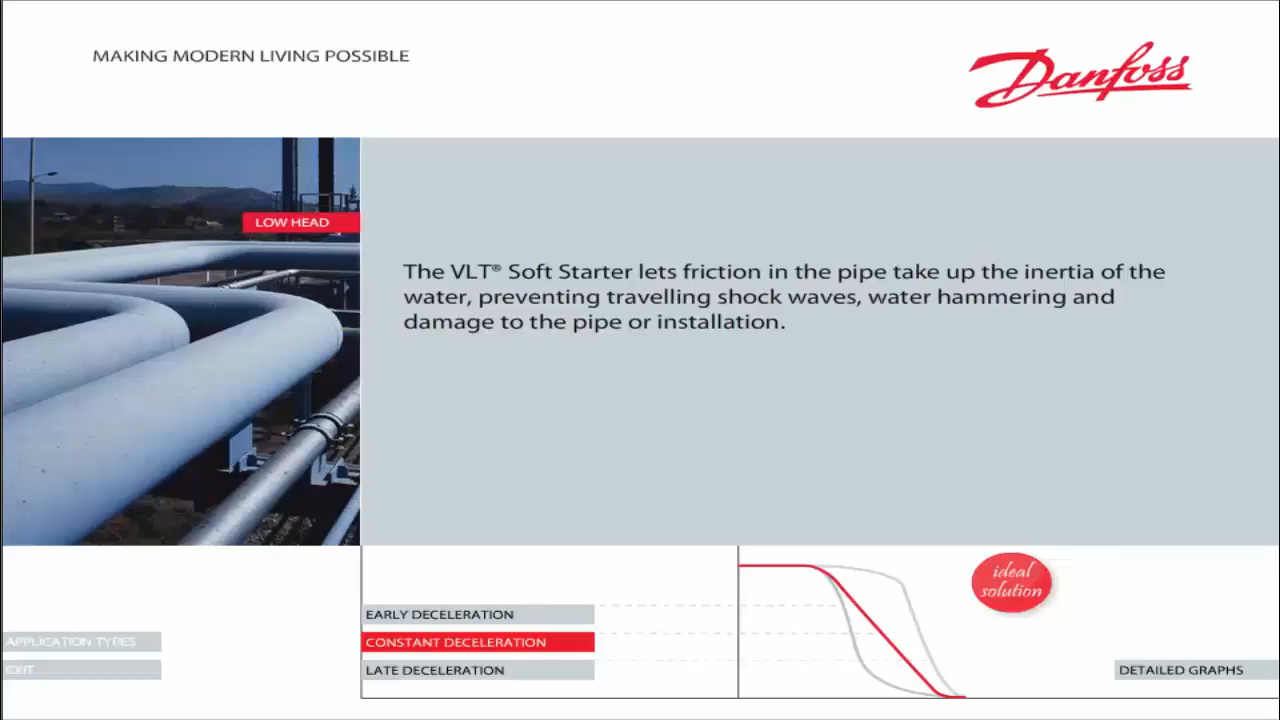 MAKING MODERN LIVING POSSIBLE
Danfoss
LOW HEAD
The VLT® Soft Starter lets friction in the pipe take up the inertia of the
water, preventing travelling shock waves, water hammering and
damage to the pipe or installation.
ideal
solution
EARLY DECELERATION
APPLICATION TYPES
CONSTANT DECELERATION
EXIT
LATE DECELERATION
DETAILED GRAPHS